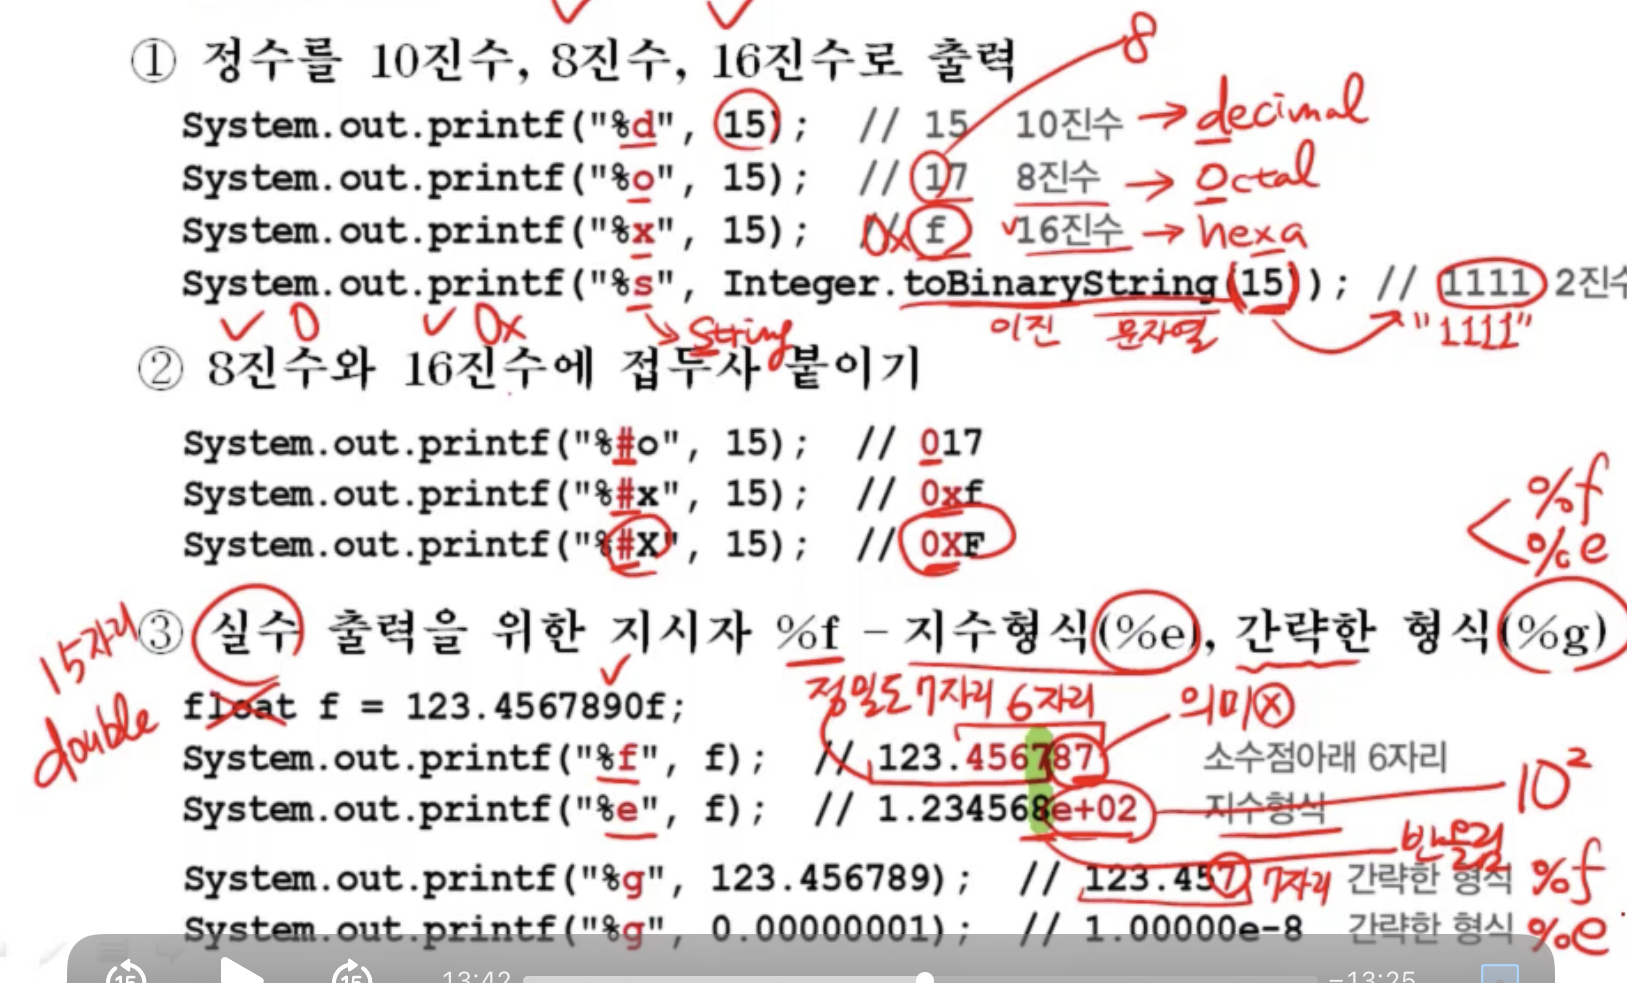 ① 정수를 10진수, 8진수, 16진수로 출력
8
System.out.printf("%d", 15);  // 15  10진수 → decimal
System.out.printf("%o", 15);  // 17  8진수 → octal
System.out.printf("%x", 15);  // 0x f  16진수 → hexa
System.out.printf("%s", Integer.toBinaryString(15));  // 1111 2진수
0  0x  → String  이진  문자열  "1111"
② 8진수와 16진수에 접두사 붙이기
System.out.printf("%#o", 15);  // 017
System.out.printf("%#x", 15);  // 0xf
System.out.printf("%#X", 15);  // 0XF
%f
%e
15자리
③ 실수 출력을 위한 지시자 %f - 지수형식(%e), 간략한 형식(%g)
정밀도 7자리 6자리 의미ⓧ
double
float f = 123.4567890f;
System.out.printf("%f", f);  // 123.456787  소수점아래 6자리
10²
System.out.printf("%e", f);  // 1.234568e+02  지수형식
반올림
System.out.printf("%g", 123.456789);  // 123.457 7자리 간략한 형식 %f
System.out.printf("%g", 0.00000001);  // 1.00000e-8  간략한 형식 %e
15  15  13:42  -13:25